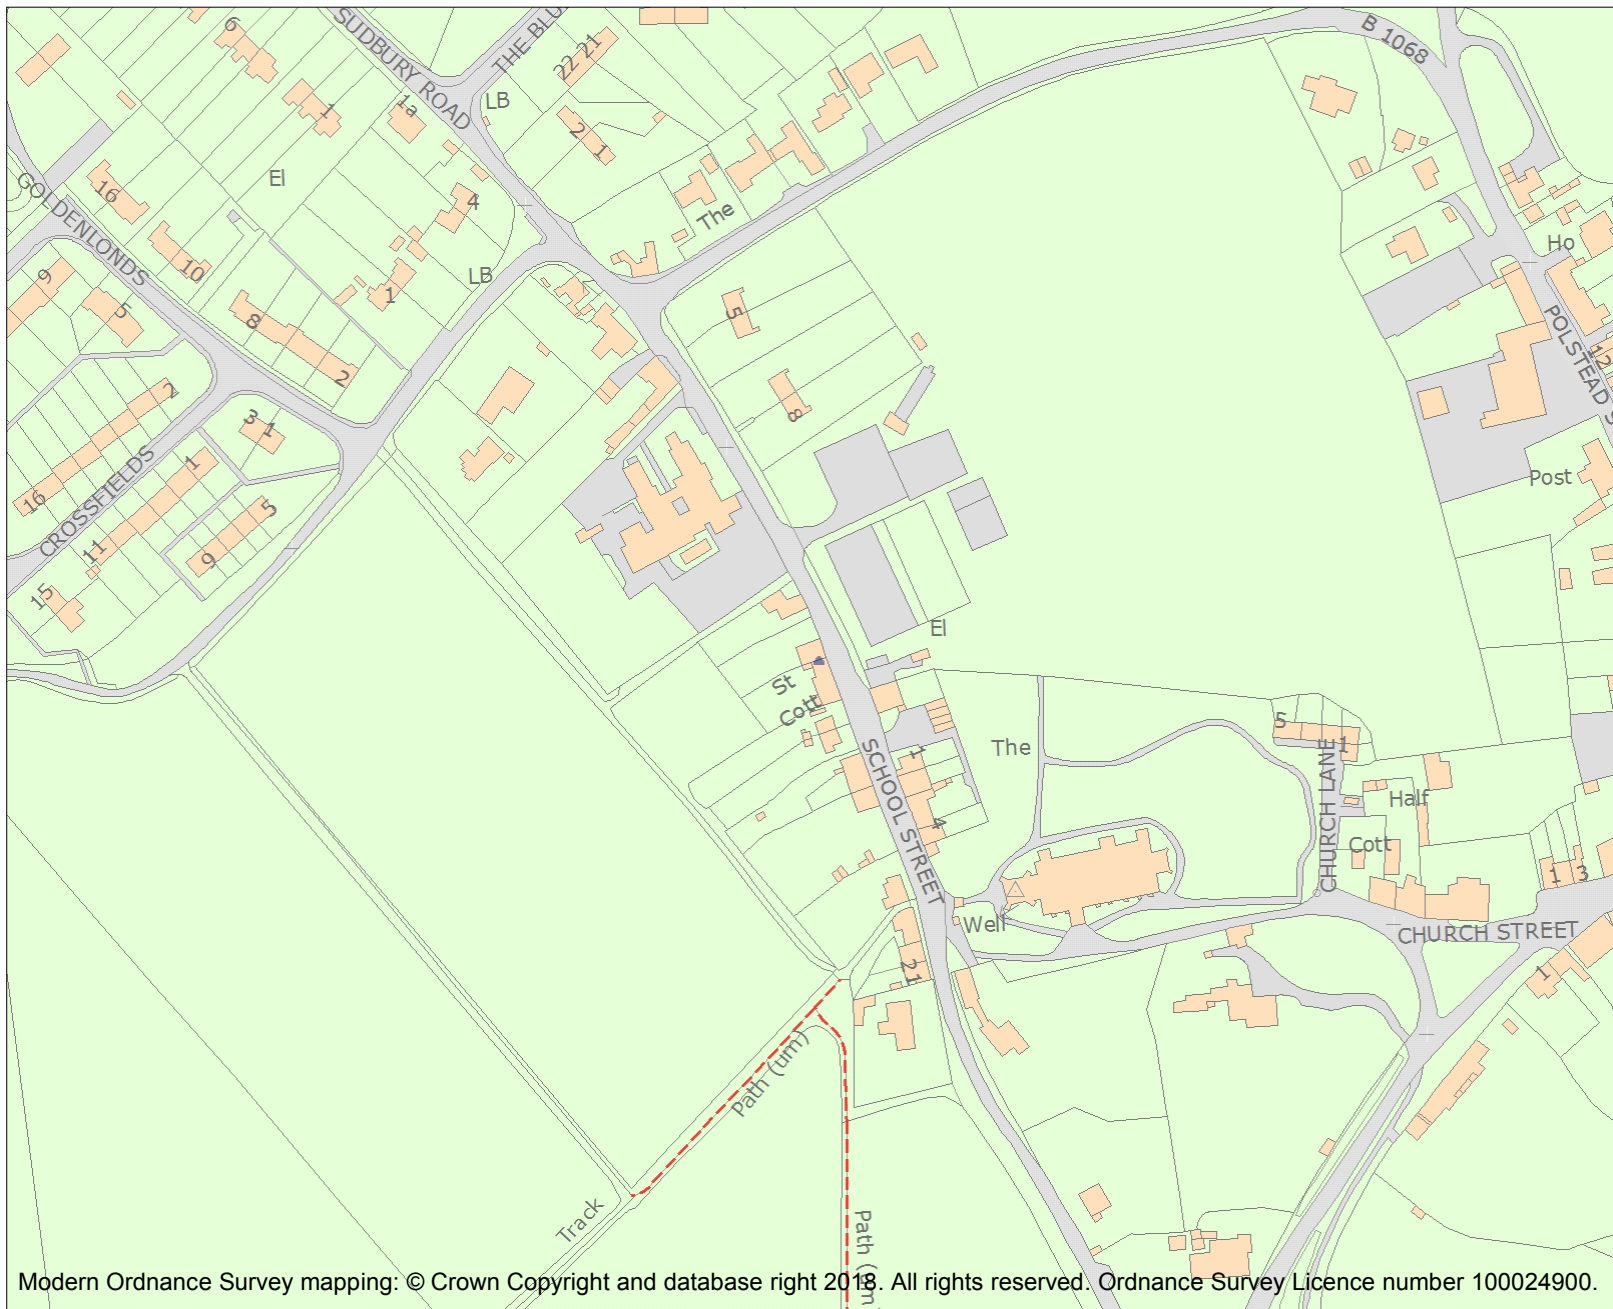 SUDBURY ROAD
THE BLU
B 1068
6
22 21
1
1a
LB
2
1
El
16
4
The
GOLDENLONDS
10
LB
Ho
9
5
1
8
5
POLSTEAD S
12
2
2
8
3 1
16
CROSSFIELDS
1
5
Post
11
9
15
El
St
Cott
5
1
SCHOOL STREET
1
The
CHURCH LANE
Half
4
Cott
1 3
Well
CHURCH STREET
21
1
Path (um)
Track
Path (um
Modern Ordnance Survey mapping: © Crown Copyright and database right 2018. All rights reserved. Ordnance Survey Licence number 100024900.